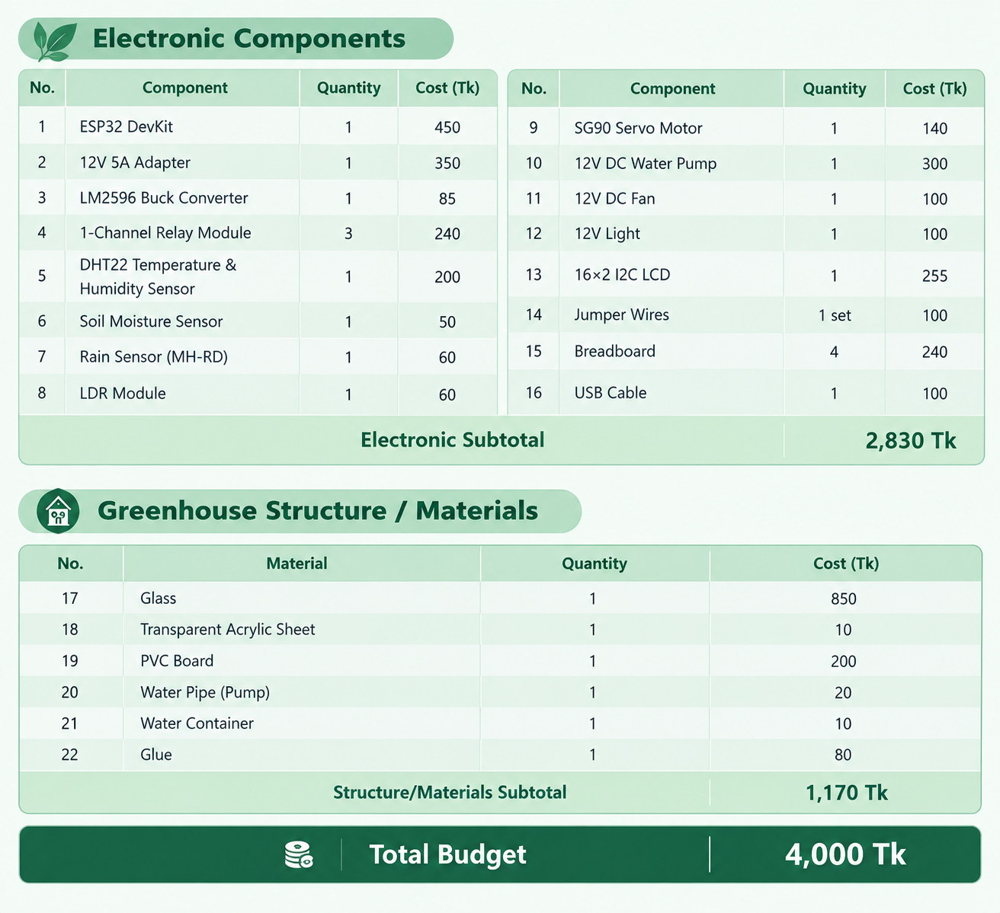 Electronic Components
No. Component Quantity Cost (Tk)
1 ESP32 DevKit 1 450
2 12V 5A Adapter 1 350
3 LM2596 Buck Converter 1 85
4 1-Channel Relay Module 3 240
5 DHT22 Temperature &
Humidity Sensor 1 200
6 Soil Moisture Sensor 1 50
7 Rain Sensor (MH-RD) 1 60
8 LDR Module 1 60
No. Component Quantity Cost (Tk)
9 SG90 Servo Motor 1 140
10 12V DC Water Pump 1 300
11 12V DC Fan 1 100
12 12V Light 1 100
13 16×2 I2C LCD 1 255
14 Jumper Wires 1 set 100
15 Breadboard 4 240
16 USB Cable 1 100
Electronic Subtotal 2,830 Tk
Greenhouse Structure / Materials
No. Material Quantity Cost (Tk)
17 Glass 1 850
18 Transparent Acrylic Sheet 1 10
19 PVC Board 1 200
20 Water Pipe (Pump) 1 20
21 Water Container 1 10
22 Glue 1 80
Structure/Materials Subtotal 1,170 Tk
Total Budget 4,000 Tk